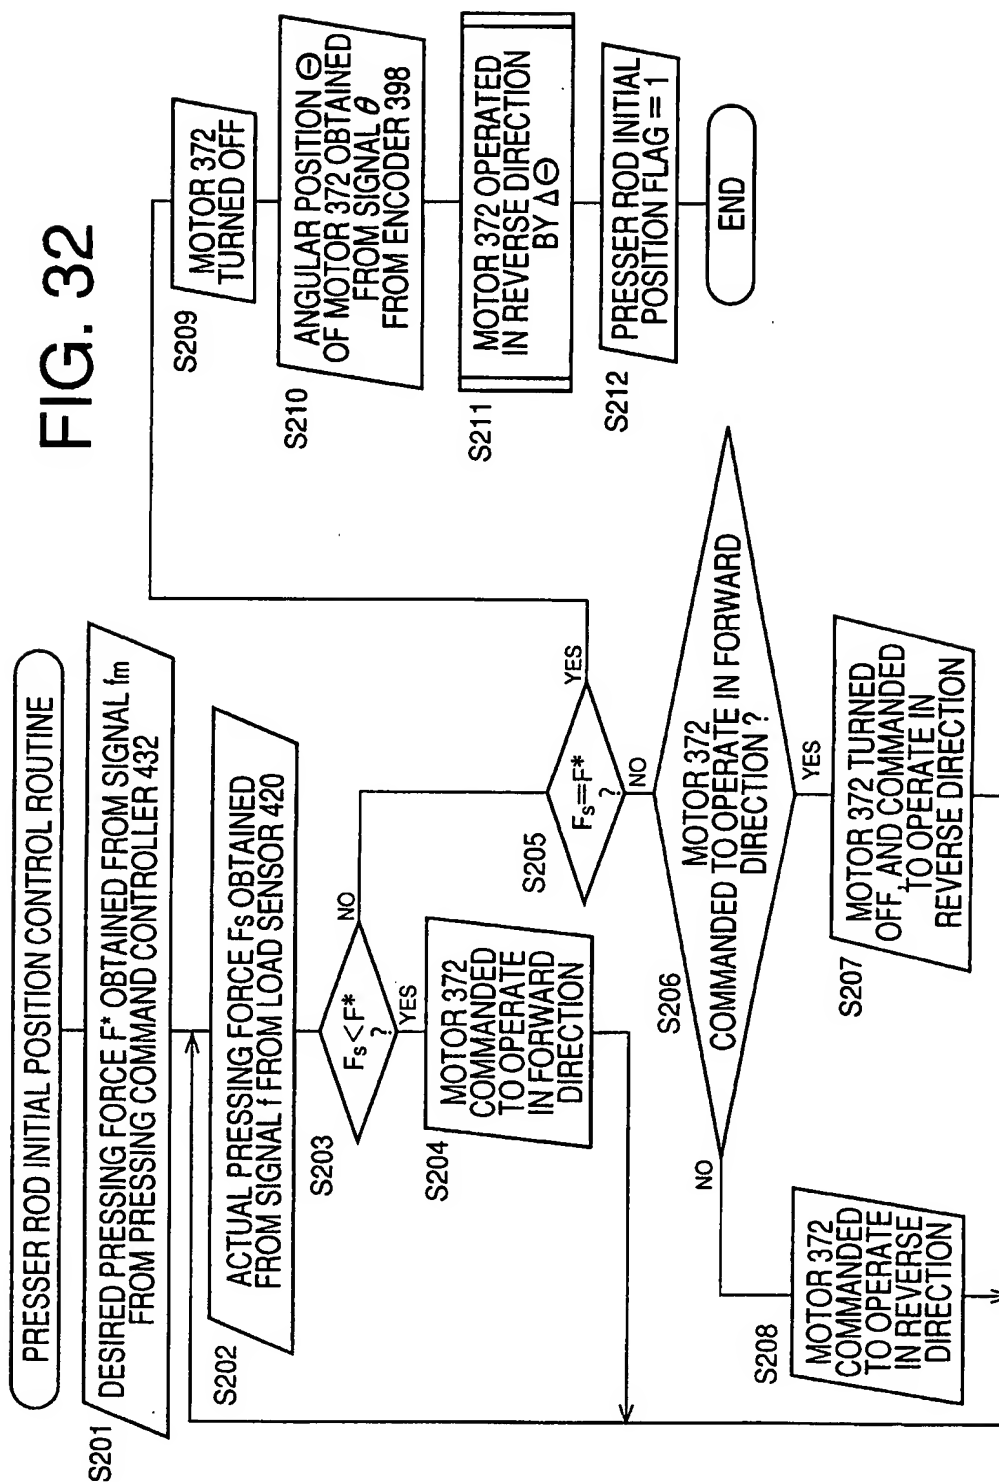 FIG. 32
PRESSER ROD INITIAL POSITION CONTROL ROUTINE
S201
DESIRED PRESSING FORCE F* OBTAINED FROM SIGNAL fm
FROM PRESSING COMMAND CONTROLLER 432
S202
ACTUAL PRESSING FORCE Fs OBTAINED
FROM SIGNAL f FROM LOAD SENSOR 420
S203
Fs < F*
?
NO
YES
S204
MOTOR 372
COMMANDED
TO OPERATE
IN FORWARD
DIRECTION
S205
Fs = F*
?
YES
NO
S206
MOTOR 372
COMMANDED TO OPERATE IN FORWARD
DIRECTION ?
NO
YES
S207
MOTOR 372 TURNED
OFF, AND COMMANDED
TO OPERATE IN
REVERSE DIRECTION
S208
MOTOR 372
COMMANDED
TO OPERATE
IN REVERSE
DIRECTION
S209
MOTOR 372
TURNED OFF
S210
ANGULAR POSITION Θ
OF MOTOR 372 OBTAINED
FROM SIGNAL θ
FROM ENCODER 398
S211
MOTOR 372 OPERATED
IN REVERSE DIRECTION
BY ΔΘ
S212
PRESSER ROD INITIAL
POSITION FLAG = 1
END